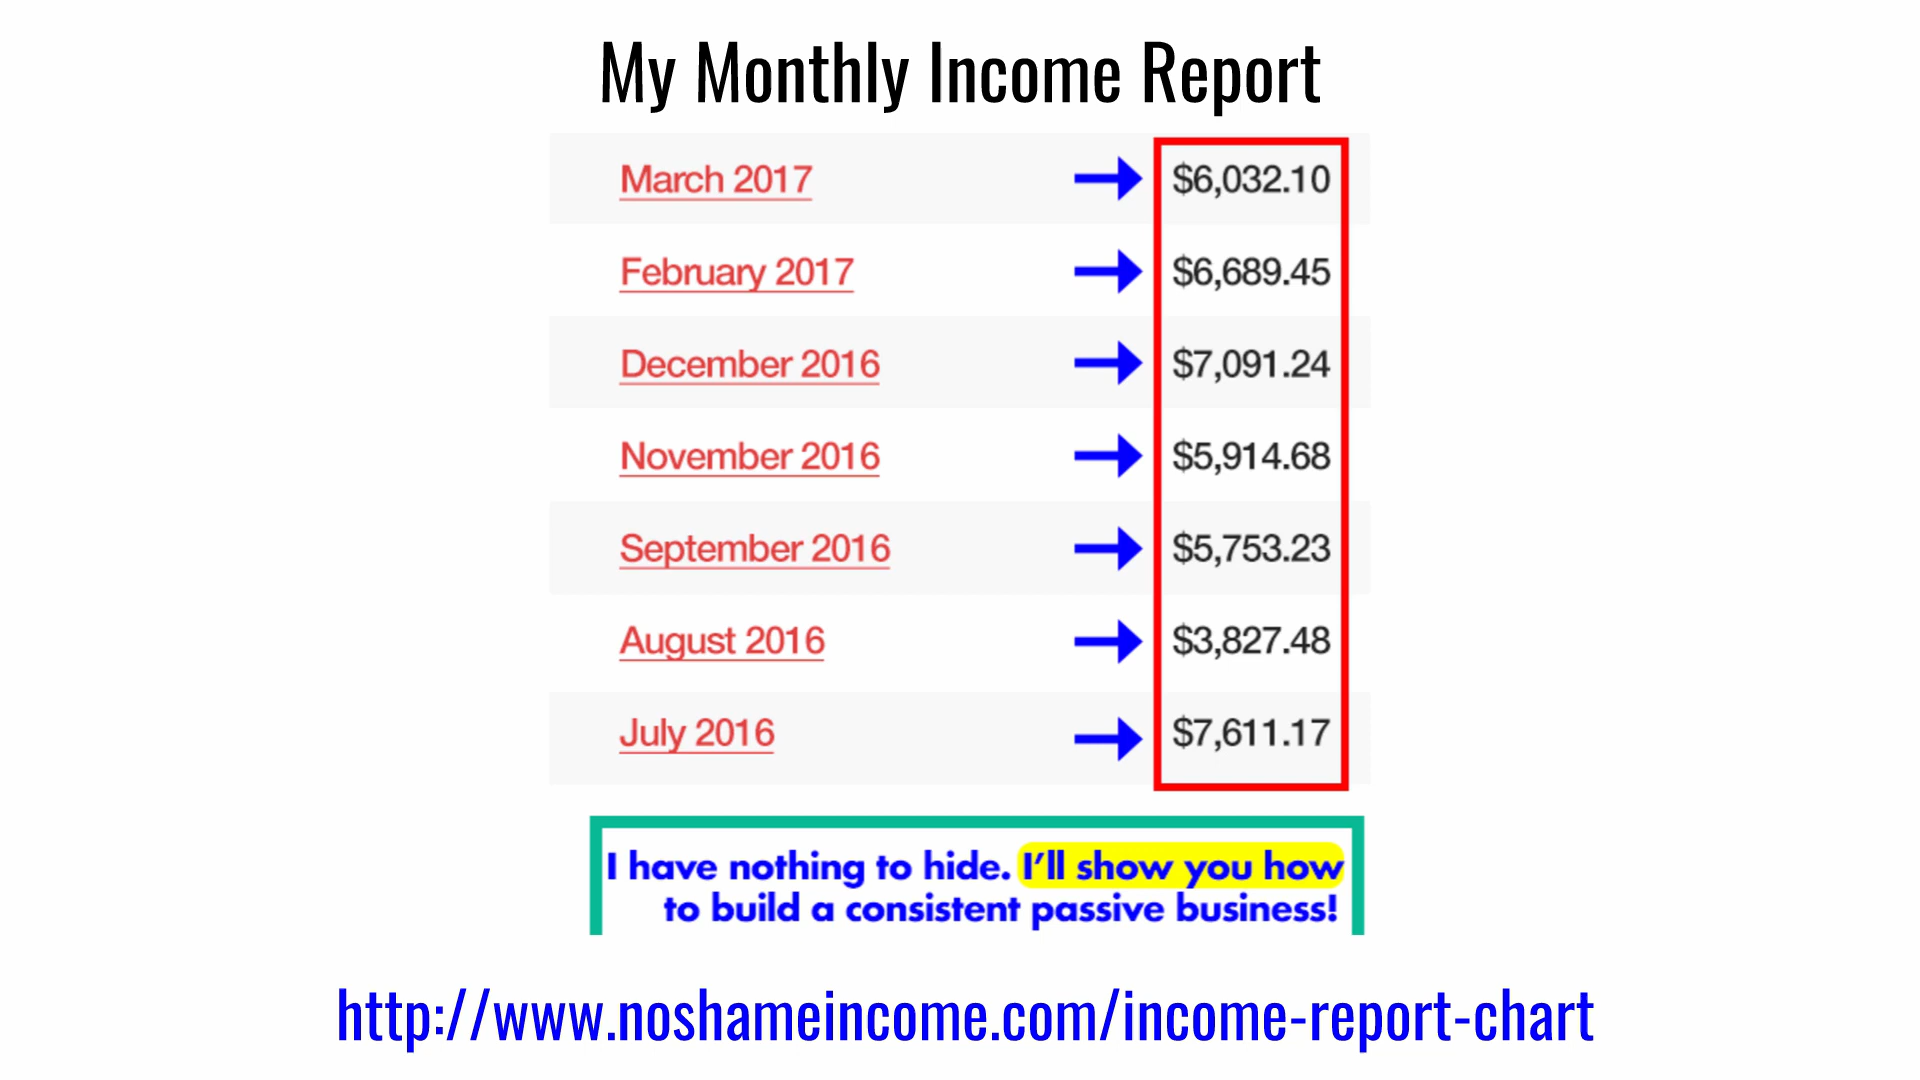 My Monthly Income Report
March 2017 $6,032.10
February 2017 $6,689.45
December 2016 $7,091.24
November 2016 $5,914.68
September 2016 $5,753.23
August 2016 $3,827.48
July 2016 $7,611.17
I have nothing to hide. I'll show you how
to build a consistent passive business!
http://www.noshameincome.com/income-report-chart